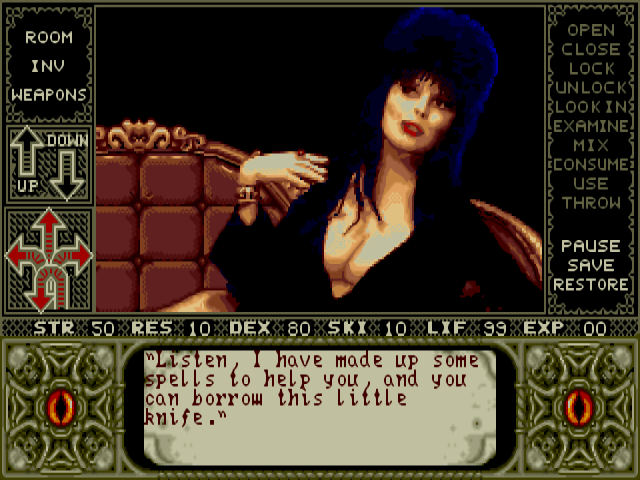 ROOM
INV
WEAPONS
DOWN
UP
OPEN
CLOSE
LOCK
UNLOCK
LOOK IN
EXAMINE
MIX
CONSUME
USE
THROW
PAUSE
SAVE
RESTORE
STR 50 RES 10 DEX 80 SKI 10 LIF 99 EXP 00
"Listen, I have made up some
spells to help you, and you
can borrow this little
knife."